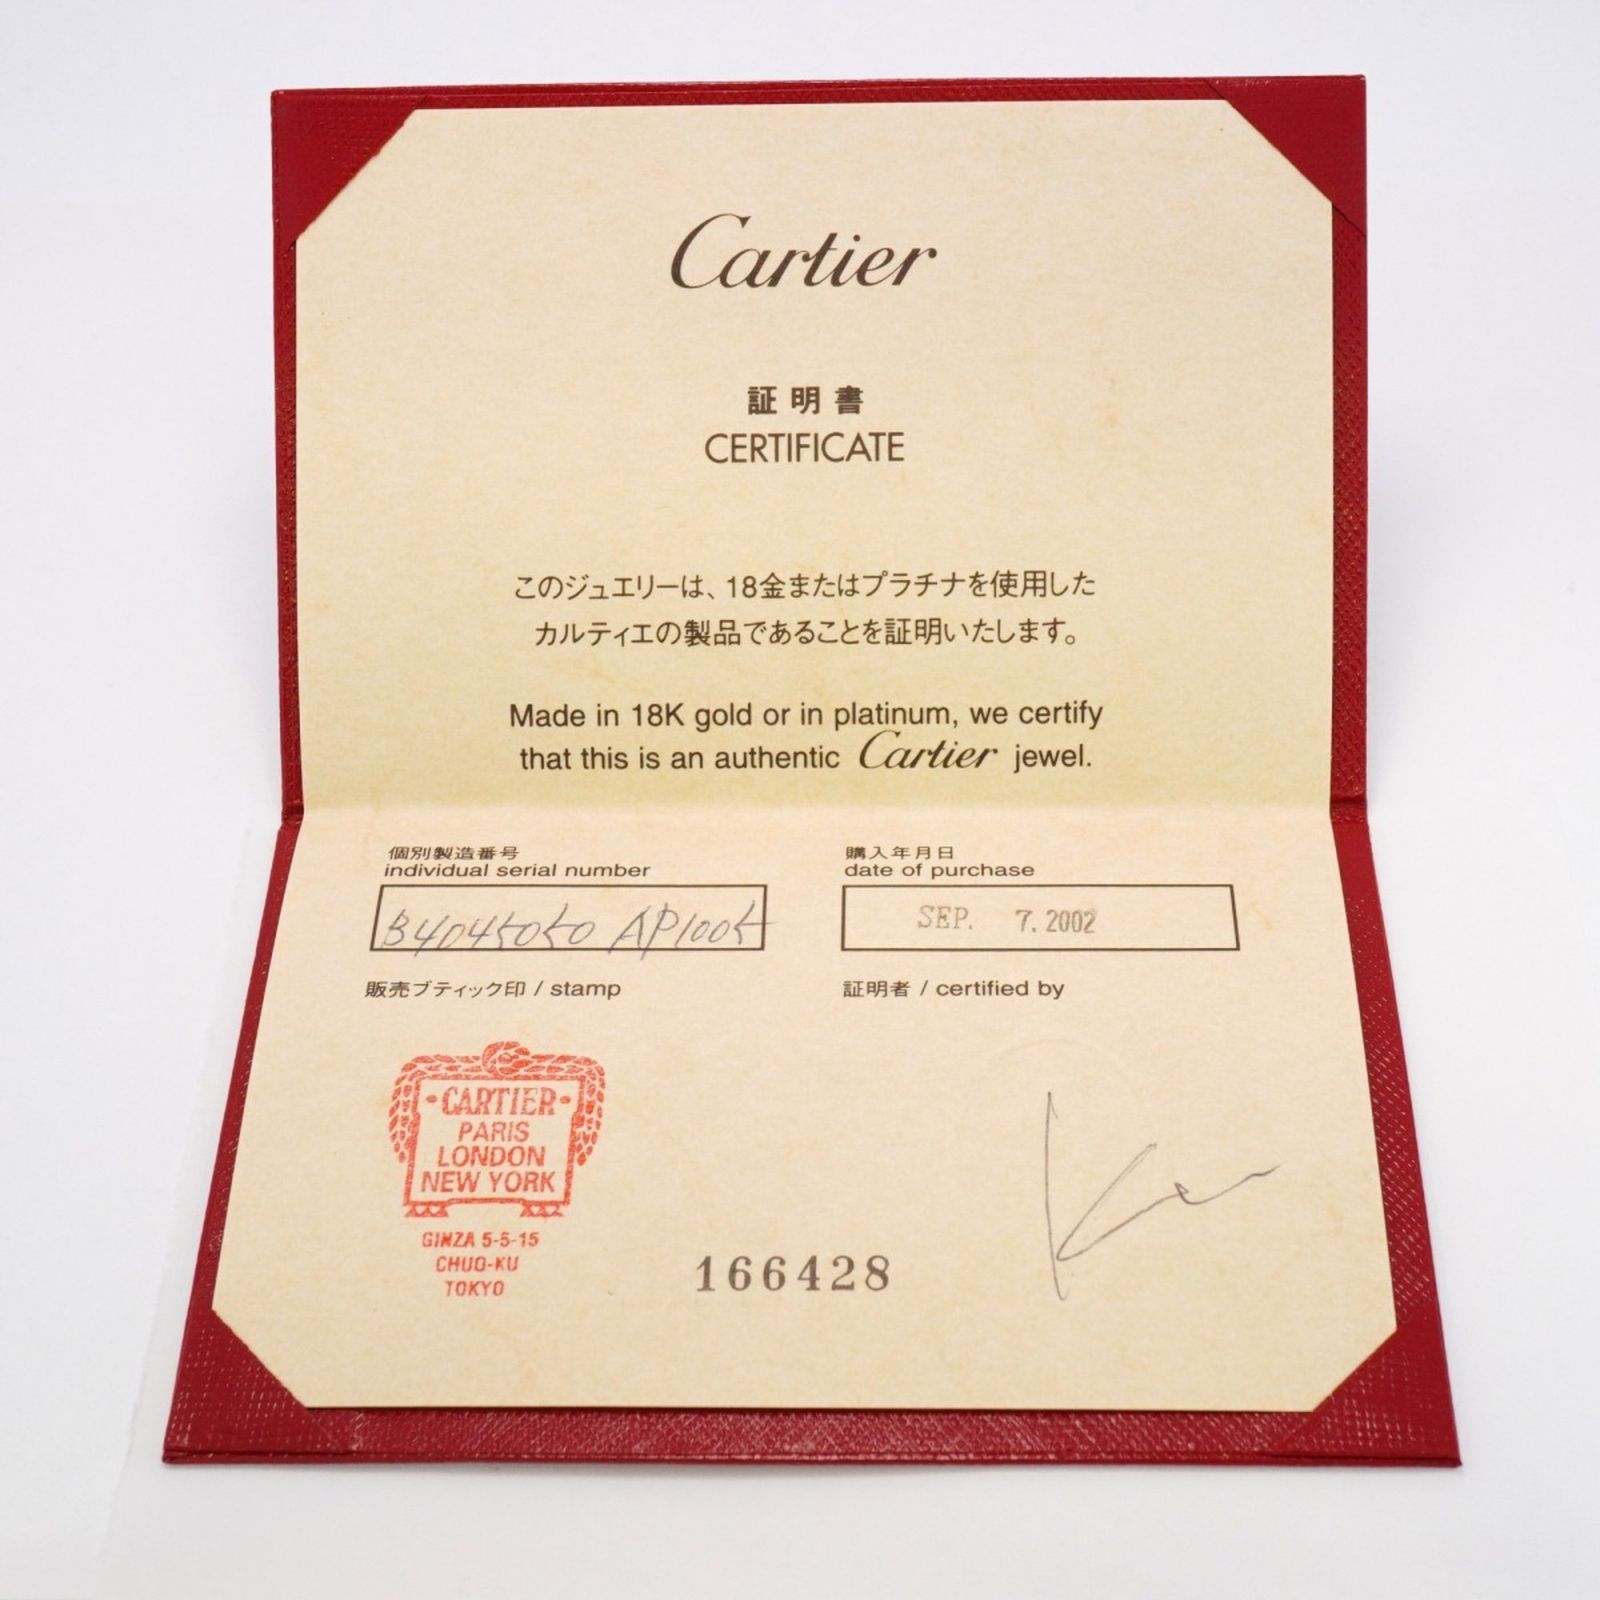 Cartier
証明書
CERTIFICATE
このジュエリーは、18金またはプラチナを使用した
カルティエの製品であることを証明いたします。
Made in 18K gold or in platinum, we certify
that this is an authentic Cartier jewel.
個別製造番号
individual serial number
B4045050 AP1005
購入年月日
date of purchase
SEP. 7. 2002
販売ブティック印 / stamp
証明者 / certified by
·CARTIER·
PARIS
LONDON
NEW YORK
GINZA 5-5-15
CHUO-KU
TOKYO
166428